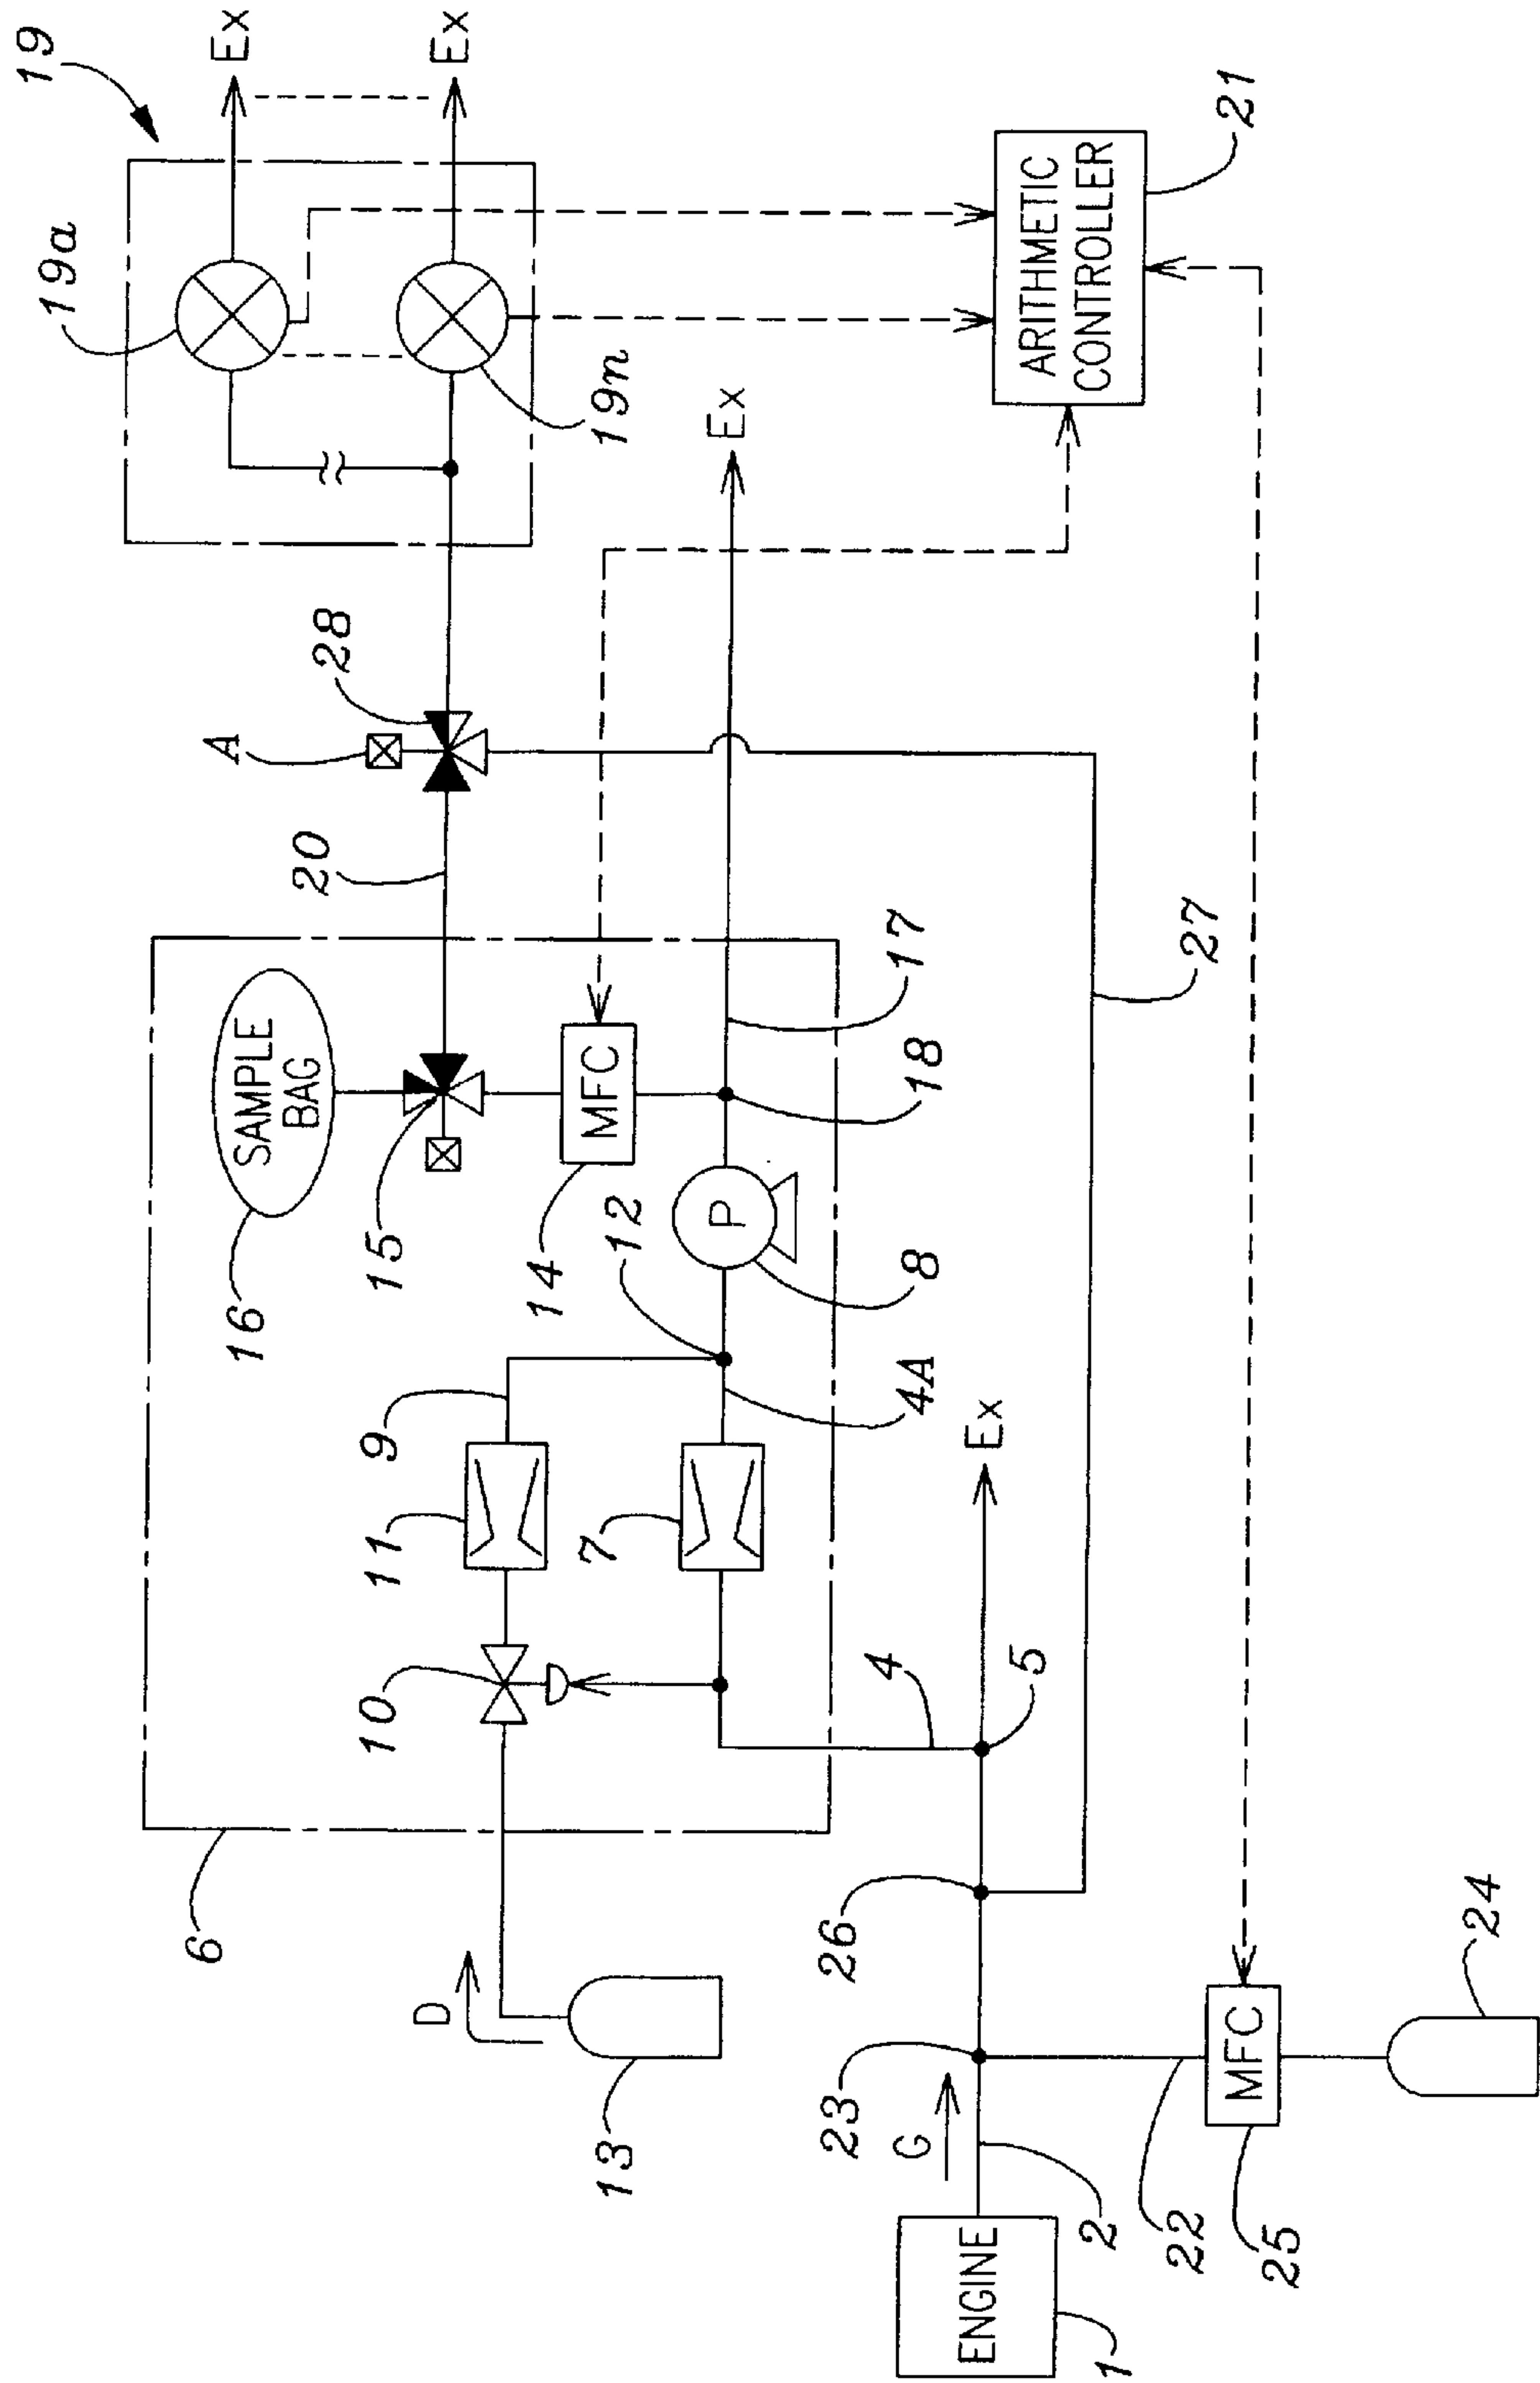 19
Ex
Ex
19a
19n
ARITHMETIC
CONTROLLER
21
Ex
A
28
20
SAMPLE
BAG
16
15
MFC
14
17
18
12
P
8
9
11
7
4A
10
4
5
Ex
27
6
D
13
26
23
G
2
ENGINE
1
22
MFC
25
24